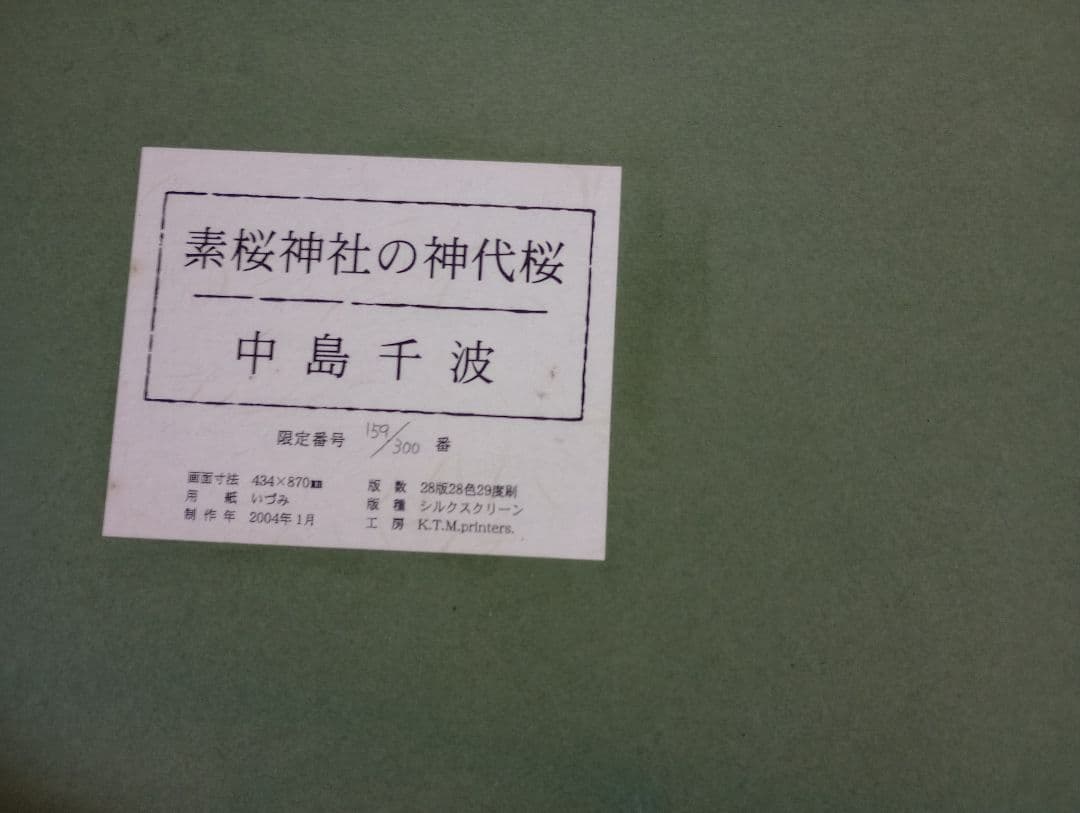 素桜神社の神代桜
中島千波
限定番号 159/300 番
画面寸法 434×870㎜
用紙 いづみ
制作年 2004年1月
版数 28版28色29度刷
版種 シルクスクリーン
工房 K.T.M.printers.